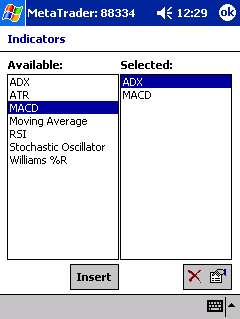 MetaTrader: 88334 12:29 ok
Indicators
Available: Selected:
ADX ADX
ATR MACD
MACD
Moving Average
RSI
Stochastic Oscillator
Williams %R
Insert